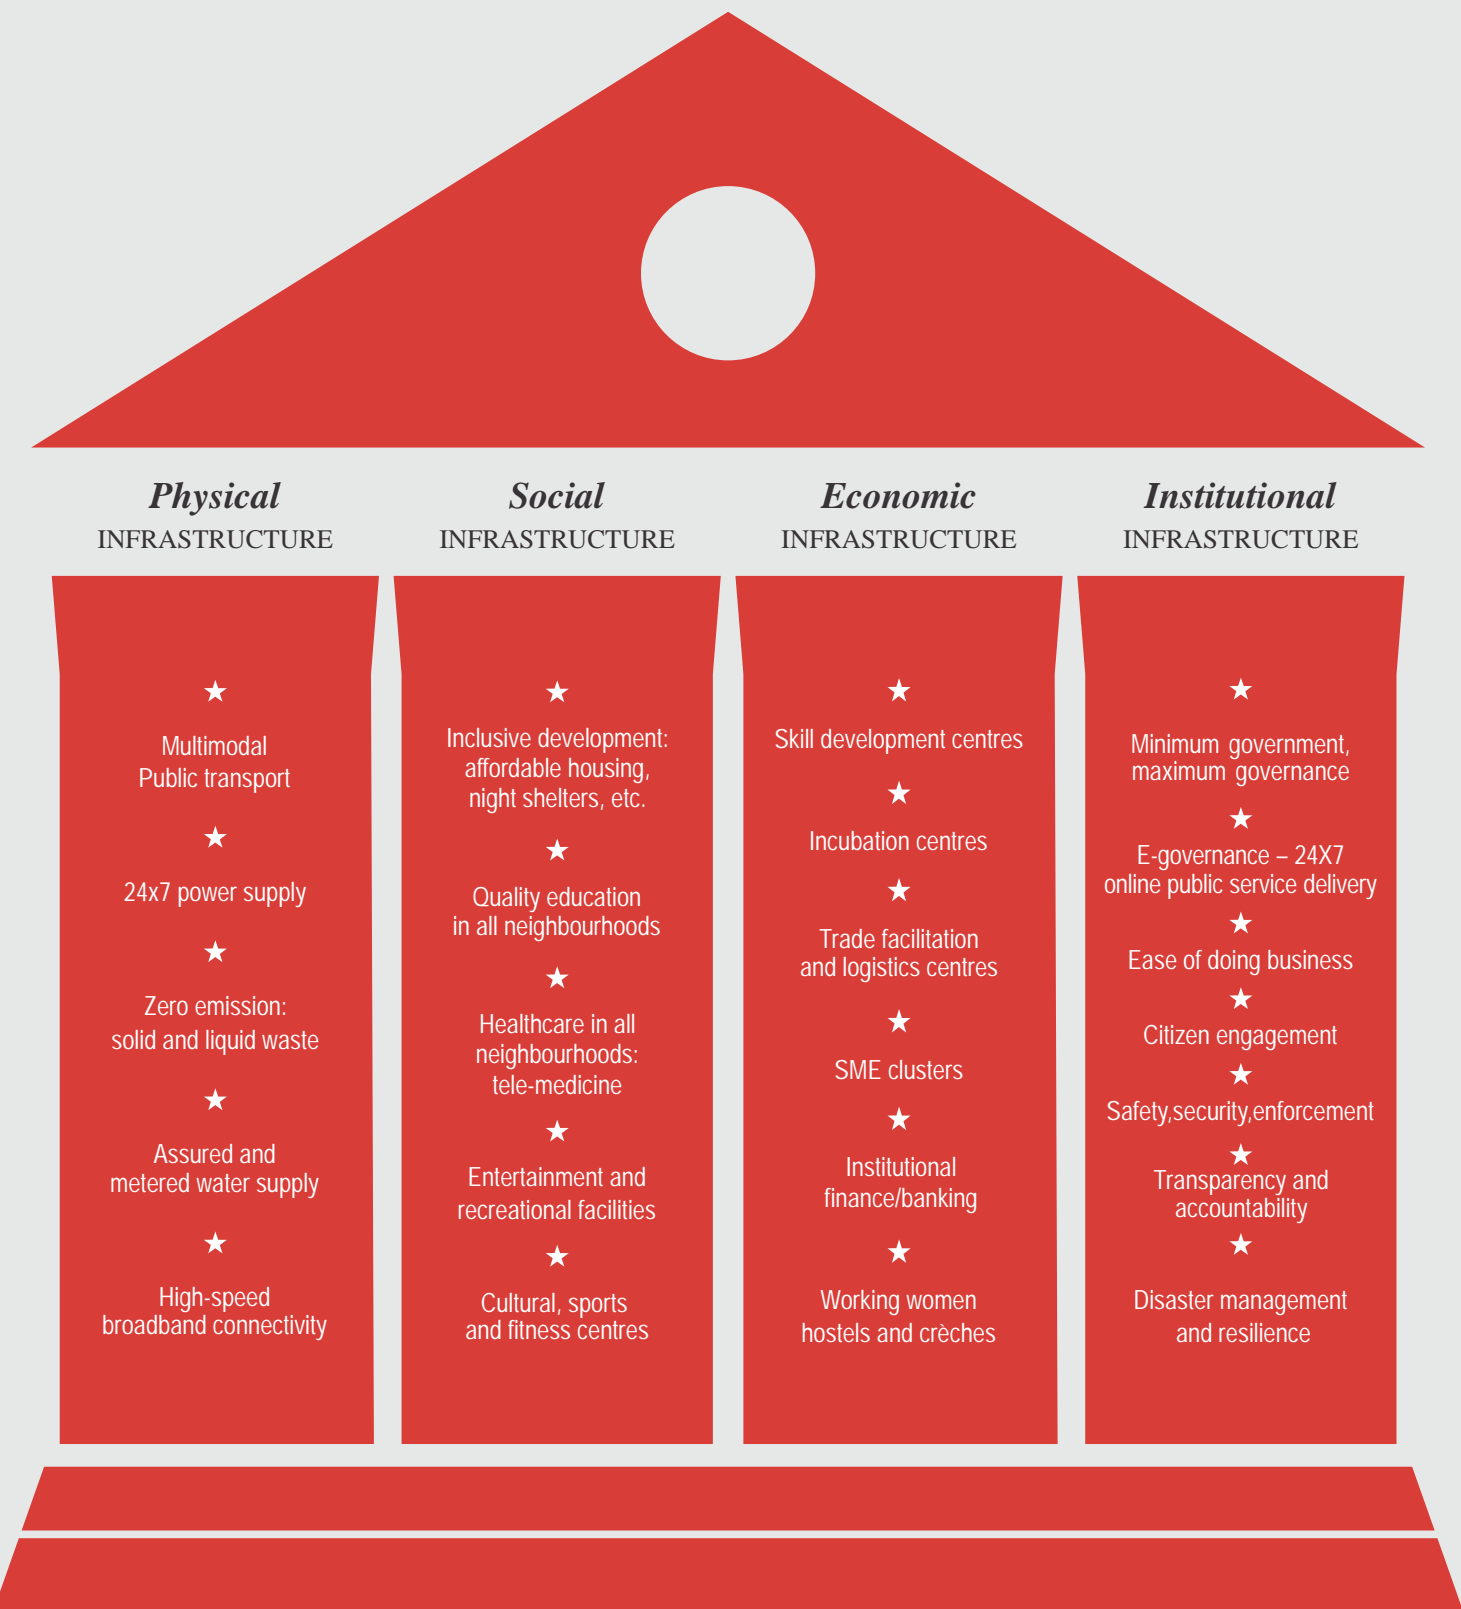 Physical
INFRASTRUCTURE
Multimodal
Public transport
24x7 power supply
Zero emission:
solid and liquid waste
Assured and
metered water supply
High-speed
broadband connectivity
Social
INFRASTRUCTURE
Inclusive development:
affordable housing,
night shelters, etc.
Quality education
in all neighbourhoods
Healthcare in all
neighbourhoods:
tele-medicine
Entertainment and
recreational facilities
Cultural, sports
and fitness centres
Economic
INFRASTRUCTURE
Skill development centres
Incubation centres
Trade facilitation
and logistics centres
SME clusters
Institutional
finance/banking
Working women
hostels and crèches
Institutional
INFRASTRUCTURE
Minimum government,
maximum governance
E-governance – 24X7
online public service delivery
Ease of doing business
Citizen engagement
Safety,security,enforcement
Transparency and
accountability
Disaster management
and resilience